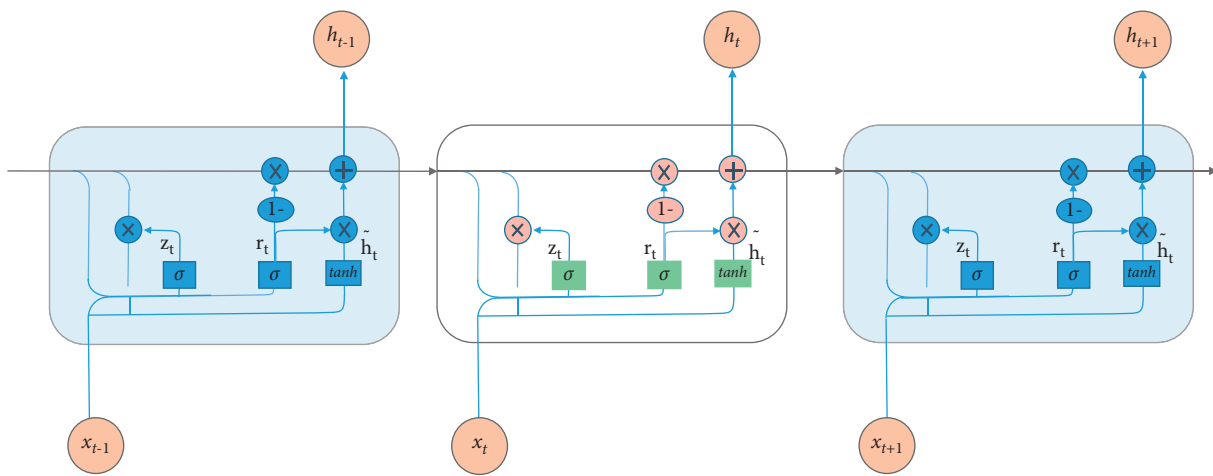 h_{t-1} h_t h_{t+1}
× + × + × +
1- 1- 1-
× × × × × ×
z_t r_t h̃_t z_t r_t h̃_t z_t r_t h̃_t
σ σ tanh σ σ tanh σ σ tanh
x_{t-1} x_t x_{t+1}